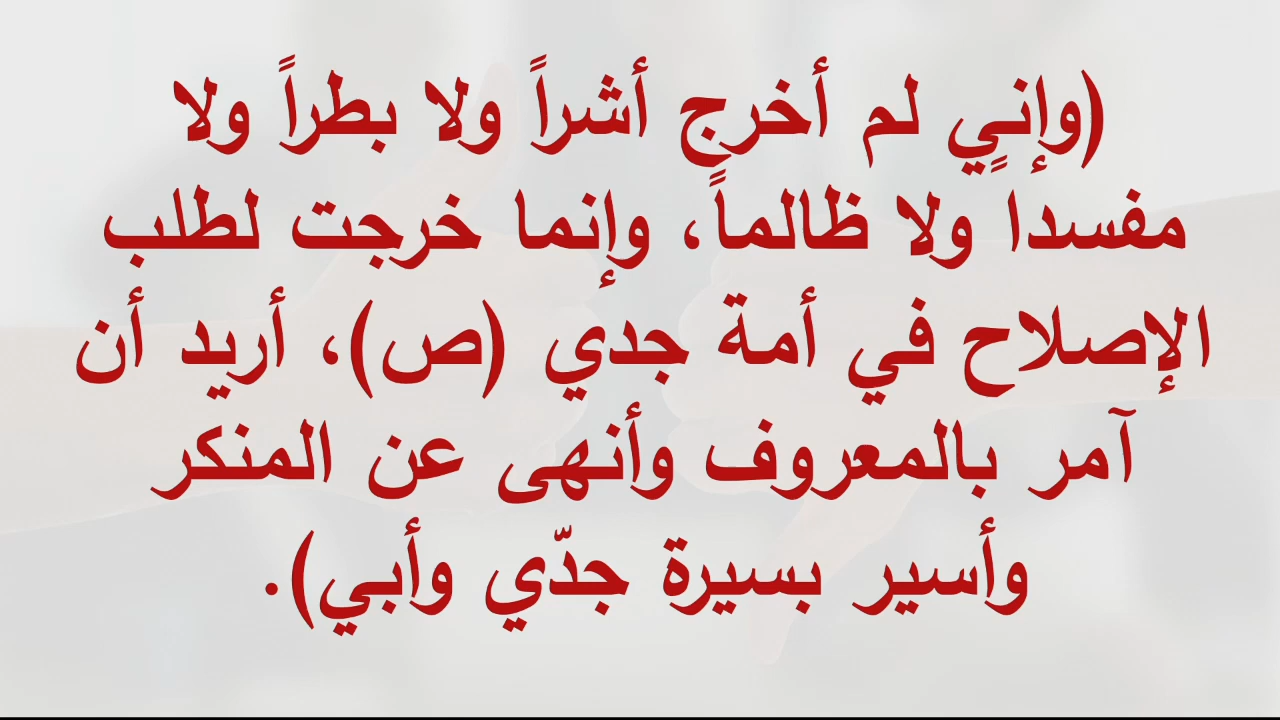 (وإني لم أخرج أشراً ولا بطراً ولا
مفسداً ولا ظالماً، وإنما خرجت لطلب
الإصلاح في أمة جدي (ص)، أريد أن
آمر بالمعروف وأنهى عن المنكر
وأسير بسيرة جدّي وأبي).